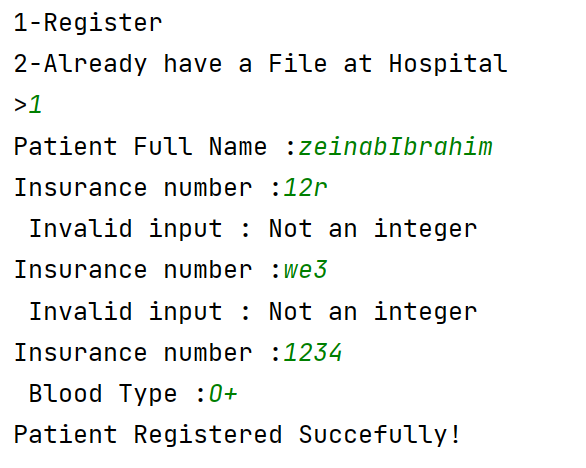 1-Register
2-Already have a File at Hospital
>1
Patient Full Name :zeinabIbrahim
Insurance number :12r
Invalid input : Not an integer
Insurance number :we3
Invalid input : Not an integer
Insurance number :1234
Blood Type :O+
Patient Registered Succefully!